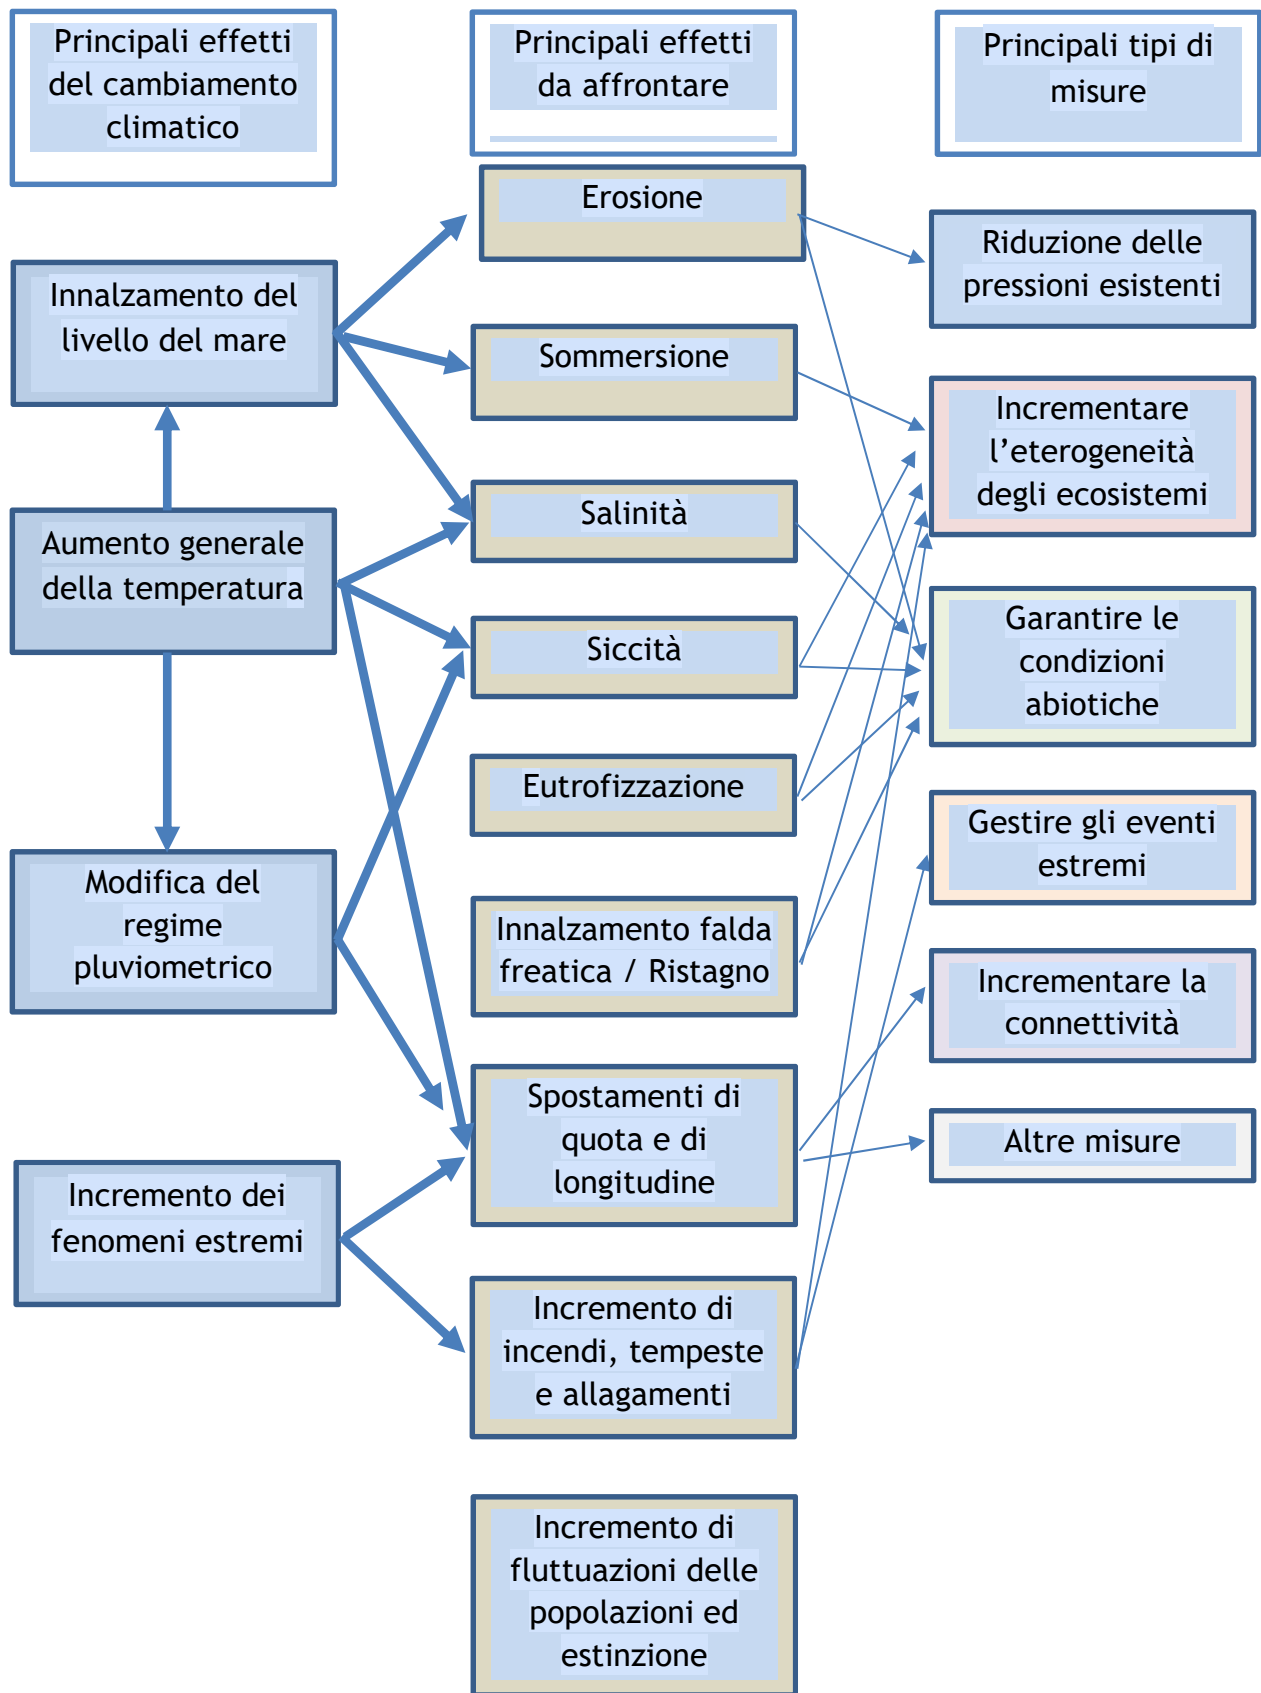 Principali effetti
del cambiamento
climatico
Principali effetti
da affrontare
Principali tipi di
misure
Innalzamento del
livello del mare
Aumento generale
della temperatura
Modifica del
regime
pluviometrico
Incremento dei
fenomeni estremi
Erosione
Sommersione
Salinità
Siccità
Eutrofizzazione
Innalzamento falda
freatica / Ristagno
Spostamenti di
quota e di
longitudine
Incremento di
incendi, tempeste
e allagamenti
Incremento di
fluttuazioni delle
popolazioni ed
estinzione
Riduzione delle
pressioni esistenti
Incrementare
l’eterogeneità
degli ecosistemi
Garantire le
condizioni
abiotiche
Gestire gli eventi
estremi
Incrementare la
connettività
Altre misure